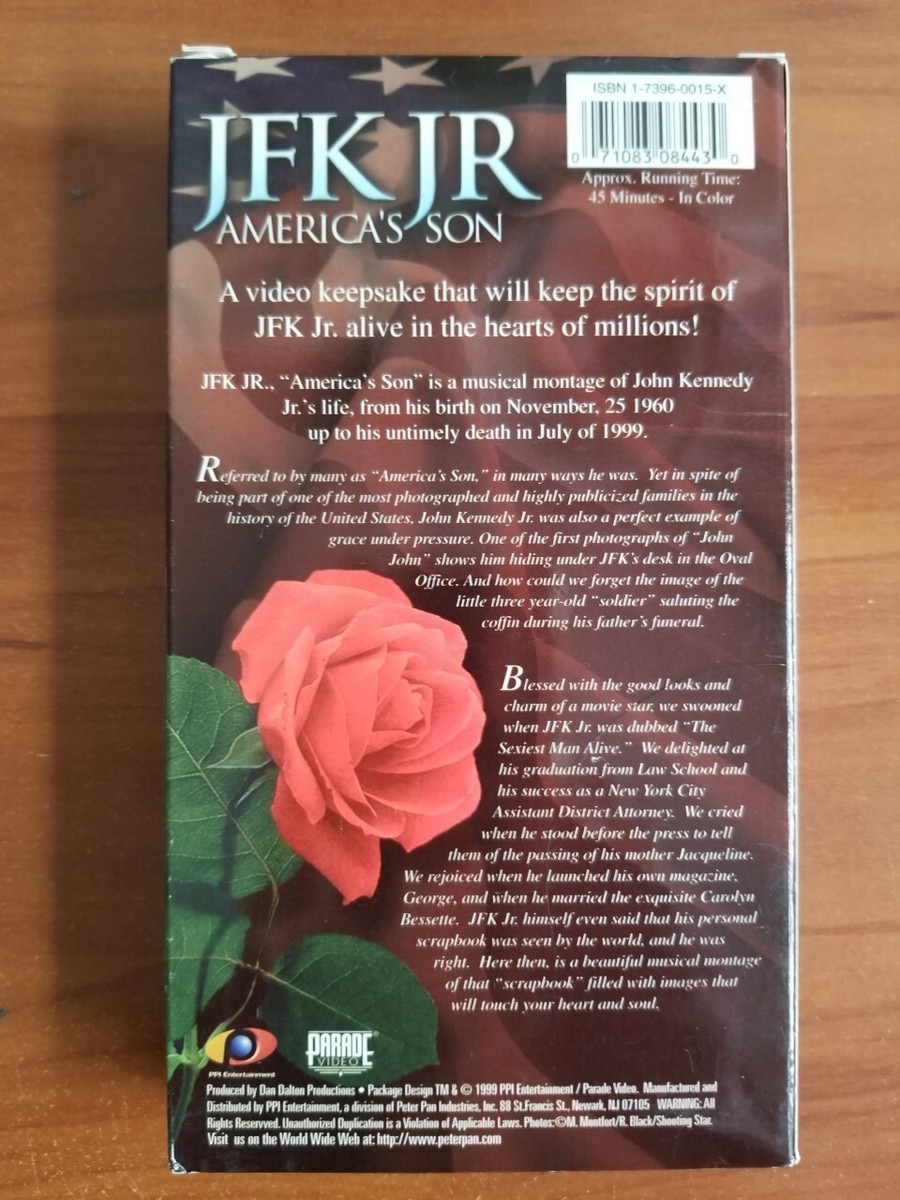 JFK JR
AMERICA'S SON
ISBN 1-7396-0015-X
0 71083 08443 0
Approx. Running Time:
45 Minutes - In Color
A video keepsake that will keep the spirit of
JFK Jr. alive in the hearts of millions!
JFK JR., “America's Son” is a musical montage of John Kennedy
Jr.'s life, from his birth on November, 25 1960
up to his untimely death in July of 1999.
Referred to by many as “America's Son,” in many ways he was. Yet in spite of
being part of one of the most photographed and highly publicized families in the
history of the United States, John Kennedy Jr. was also a perfect example of
grace under pressure. One of the first photographs of “John
John” shows him hiding under JFK's desk in the Oval
Office. And how could we forget the image of the
little three year-old “soldier” saluting the
coffin during his father's funeral.
Blessed with the good looks and
charm of a movie star, we swooned
when JFK Jr. was dubbed “The
Sexiest Man Alive.” We delighted at
his graduation from Law School and
his success as a New York City
Assistant District Attorney. We cried
when he stood before the press to tell
them of the passing of his mother Jacqueline.
We rejoiced when he launched his own magazine,
George, and when he married the exquisite Carolyn
Bessette. JFK Jr. himself even said that his personal
scrapbook was seen by the world, and he was
right. Here then, is a beautiful musical montage
of that “scrapbook” filled with images that
will touch your heart and soul.
PPI Entertainment
PARADE
VIDEO
Produced by Dan Dalton Productions • Package Design TM & © 1999 PPI Entertainment / Parade Video. Manufactured and
Distributed by PPI Entertainment, a division of Peter Pan Industries, Inc. 88 St.Francis St., Newark, NJ 07105 WARNING: All
Rights Reservved. Unauthorized Duplication is a Violation of Applicable Laws. Photos:©M. Montfort/R. Black/Shooting Star.
Visit us on the World Wide Web at: http://www.peterpan.com